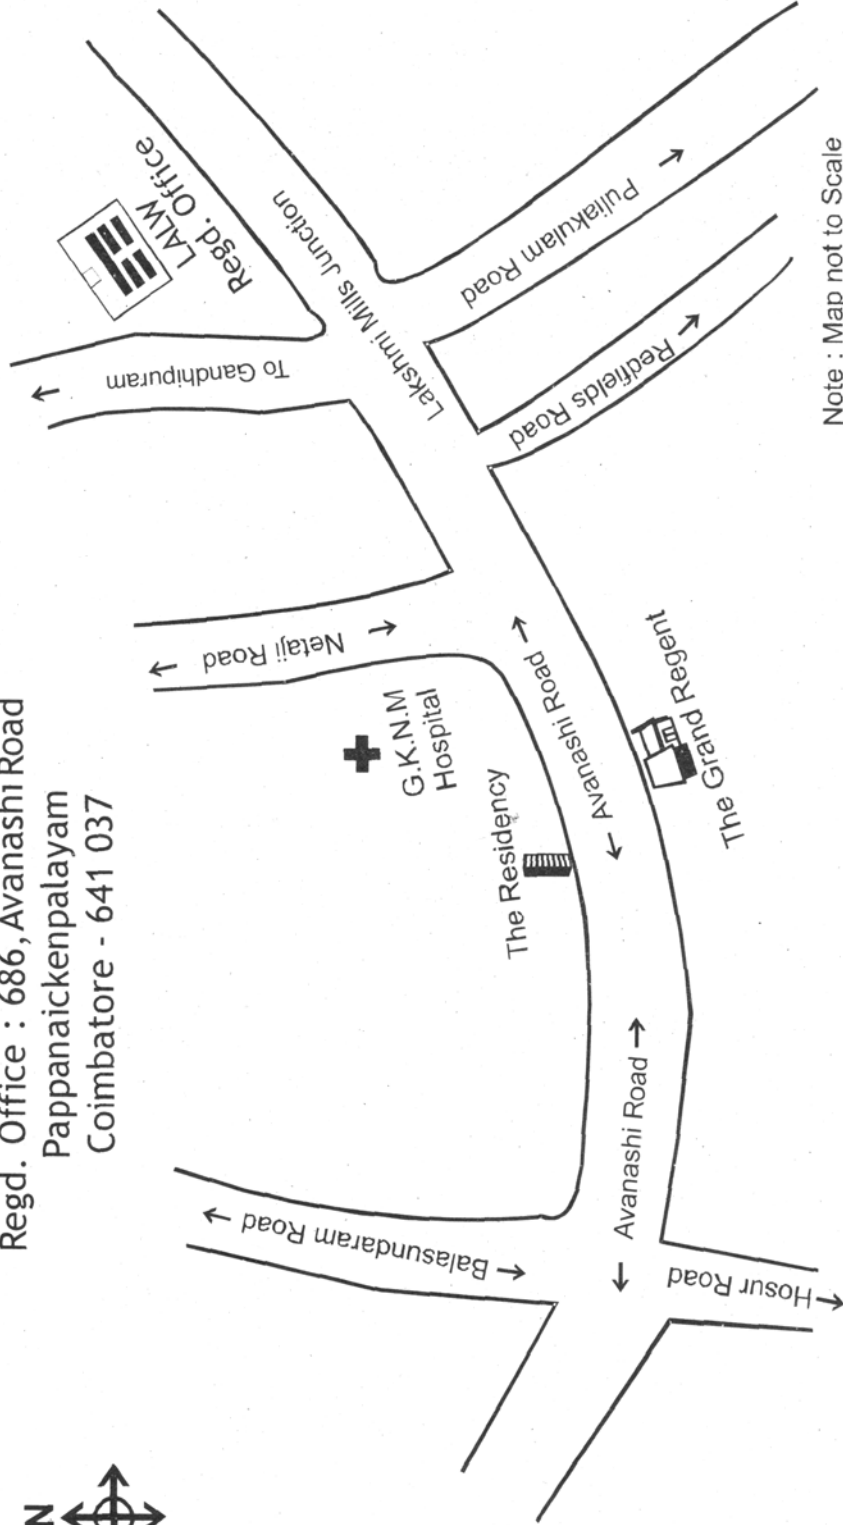 Regd. Office : 686, Avanashi Road
Pappanaickenpalayam
Coimbatore - 641 037
N
LALW
Regd. Office
To Gandhipuram
Lakshmi Mills Junction
Puliakulam Road
Redfields Road
Netaji Road
G.K.N.M
Hospital
The Residency
Avanashi Road
The Grand Regent
Balasundaram Road
Avanashi Road
Hosur Road
Note : Map not to Scale